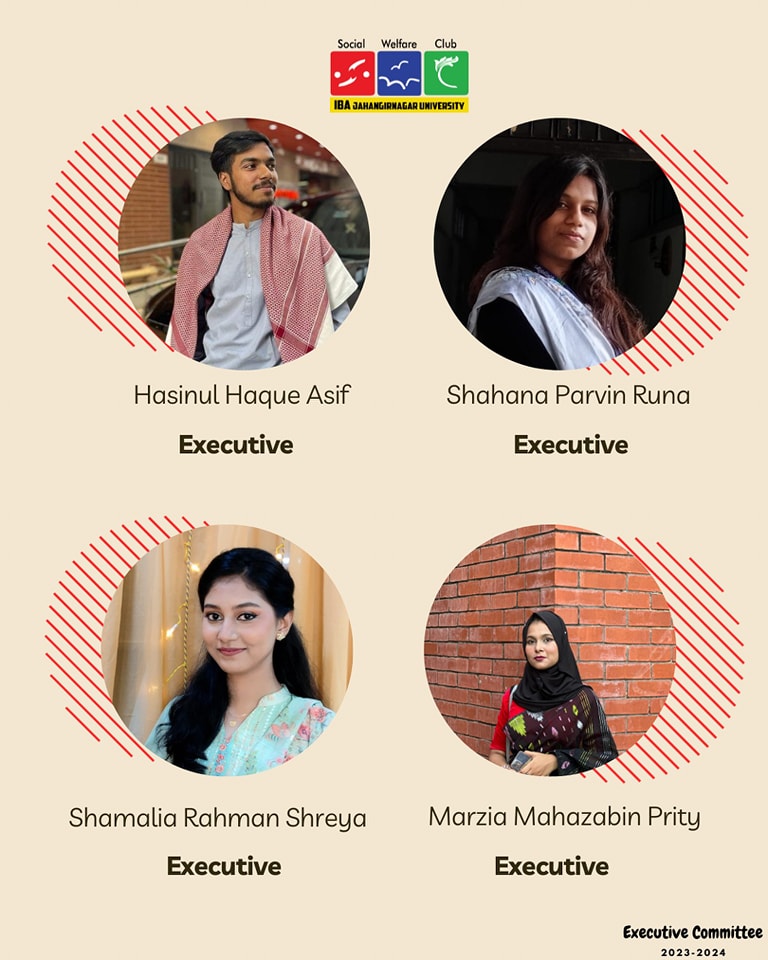 Social Welfare Club
IBA JAHANGIRNAGAR UNIVERSITY
Hasinul Haque Asif
Executive
Shahana Parvin Runa
Executive
Shamalia Rahman Shreya
Executive
Marzia Mahazabin Prity
Executive
Executive Committee
2023-2024